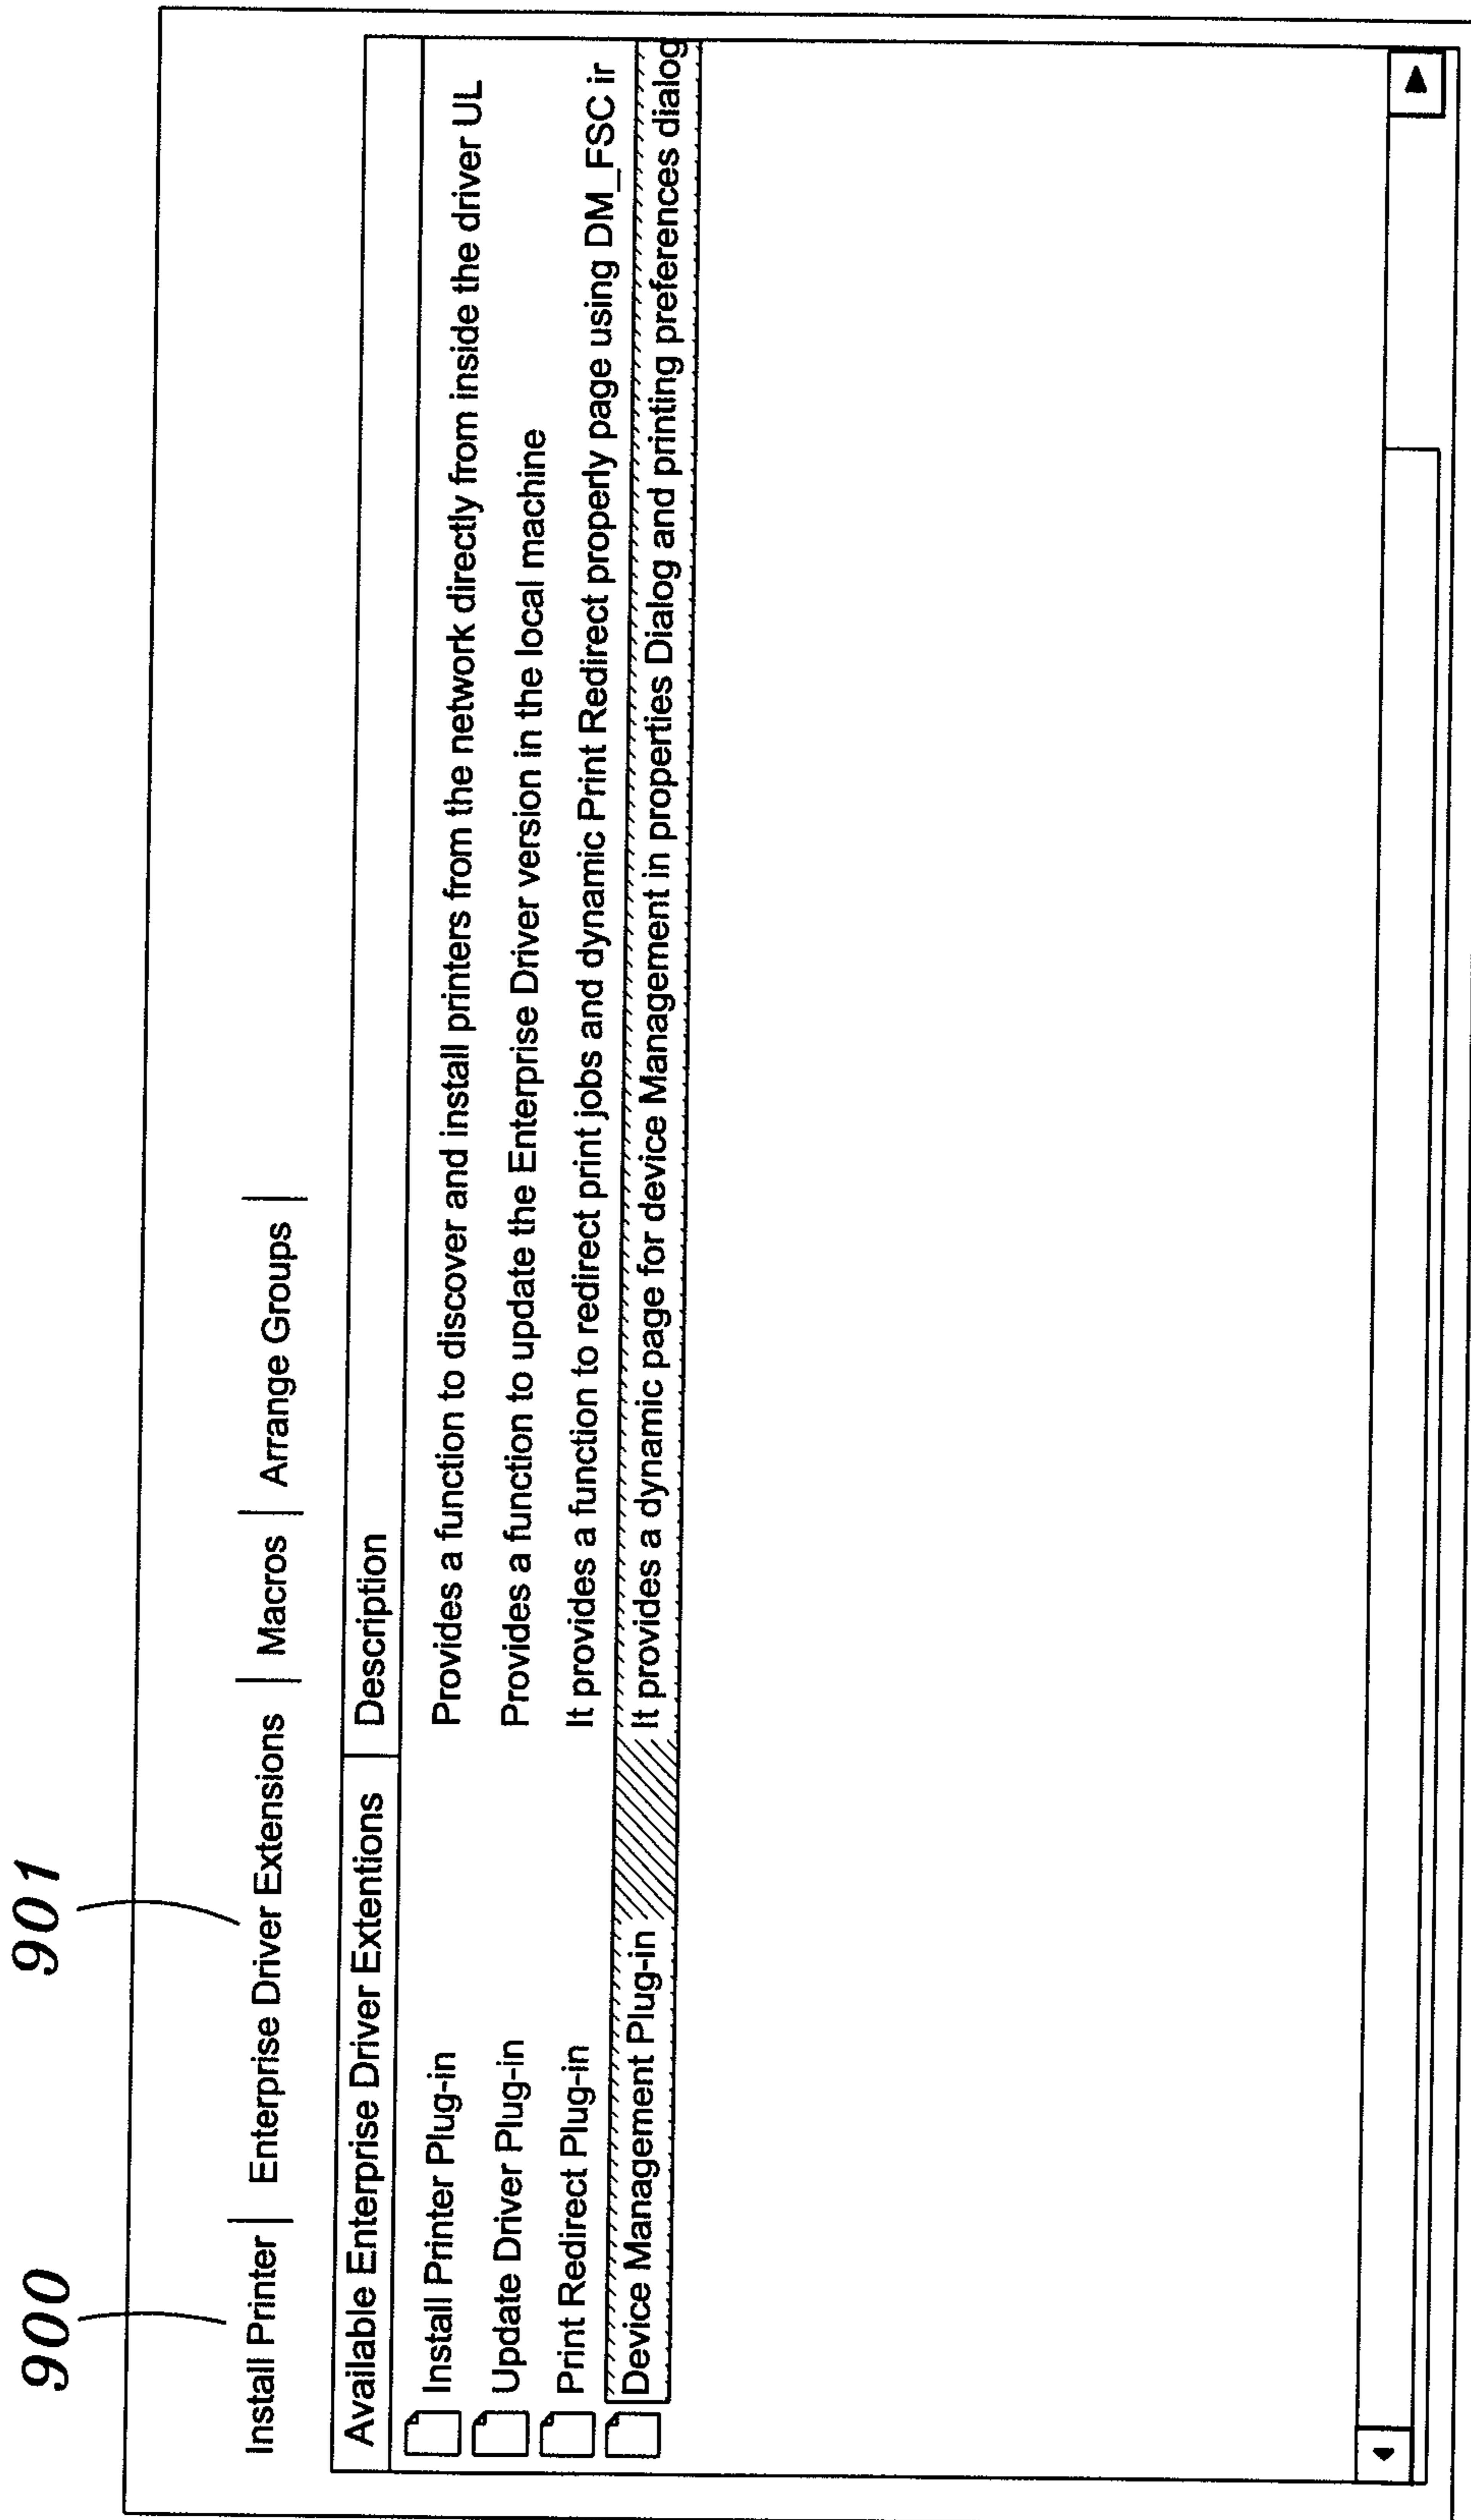 900
901
Install Printer | Enterprise Driver Extensions | Macros | Arrange Groups |
Available Enterprise Driver Extentions | Description
Install Printer Plug-in Provides a function to discover and install printers from the network directly from inside the driver UL
Update Driver Plug-in Provides a function to update the Enterprise Driver version in the local machine
Print Redirect Plug-in It provides a function to redirect print jobs and dynamic Print Redirect properly page using DM_FSC ir
Device Management Plug-in It provides a dynamic page for device Management in properties Dialog and printing preferences dialog